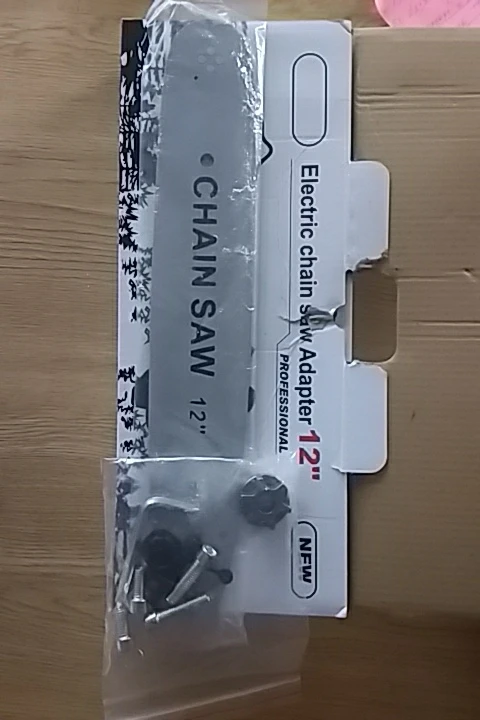 CHAIN SAW 12"
Electric chain saw Adapter 12"
PROFESSIONAL
NEW